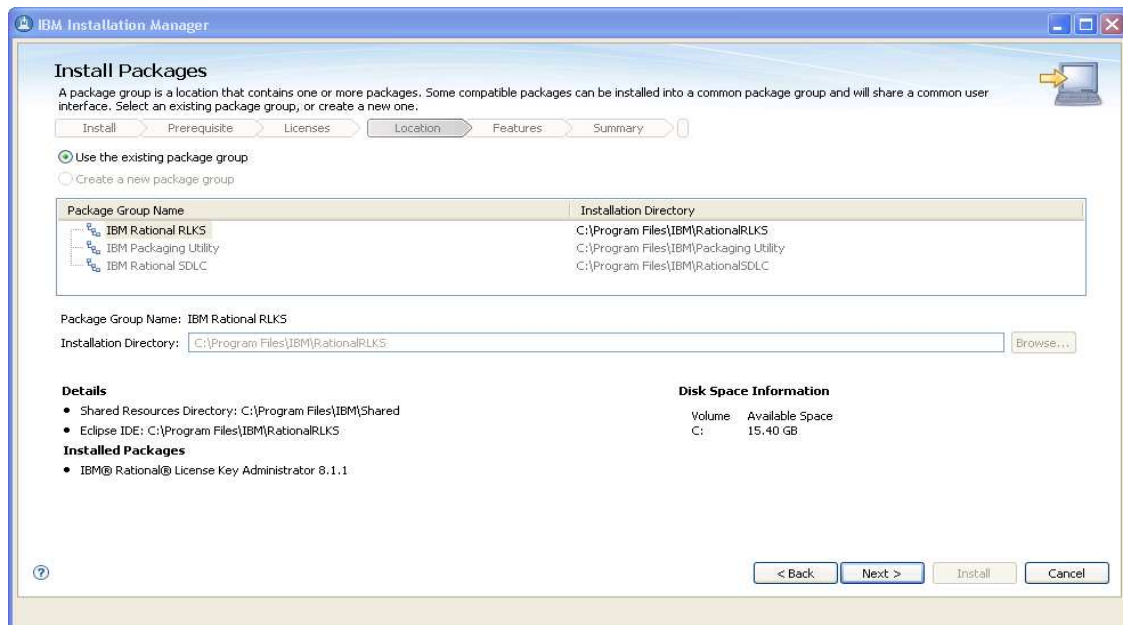 IBM Installation Manager
Install Packages
A package group is a location that contains one or more packages. Some compatible packages can be installed into a common package group and will share a common user
interface. Select an existing package group, or create a new one.
Install Prerequisite Licenses Location Features Summary
Use the existing package group
Create a new package group
Package Group Name Installation Directory
IBM Rational RLKS C:\Program Files\IBM\RationalRLKS
IBM Packaging Utility C:\Program Files\IBM\Packaging Utility
IBM Rational SDLC C:\Program Files\IBM\RationalSDLC
Package Group Name: IBM Rational RLKS
Installation Directory: C:\Program Files\IBM\RationalRLKS Browse...
Details Disk Space Information
• Shared Resources Directory: C:\Program Files\IBM\Shared Volume Available Space
• Eclipse IDE: C:\Program Files\IBM\RationalRLKS C: 15.40 GB
Installed Packages
• IBM® Rational® License Key Administrator 8.1.1
? < Back Next > Install Cancel